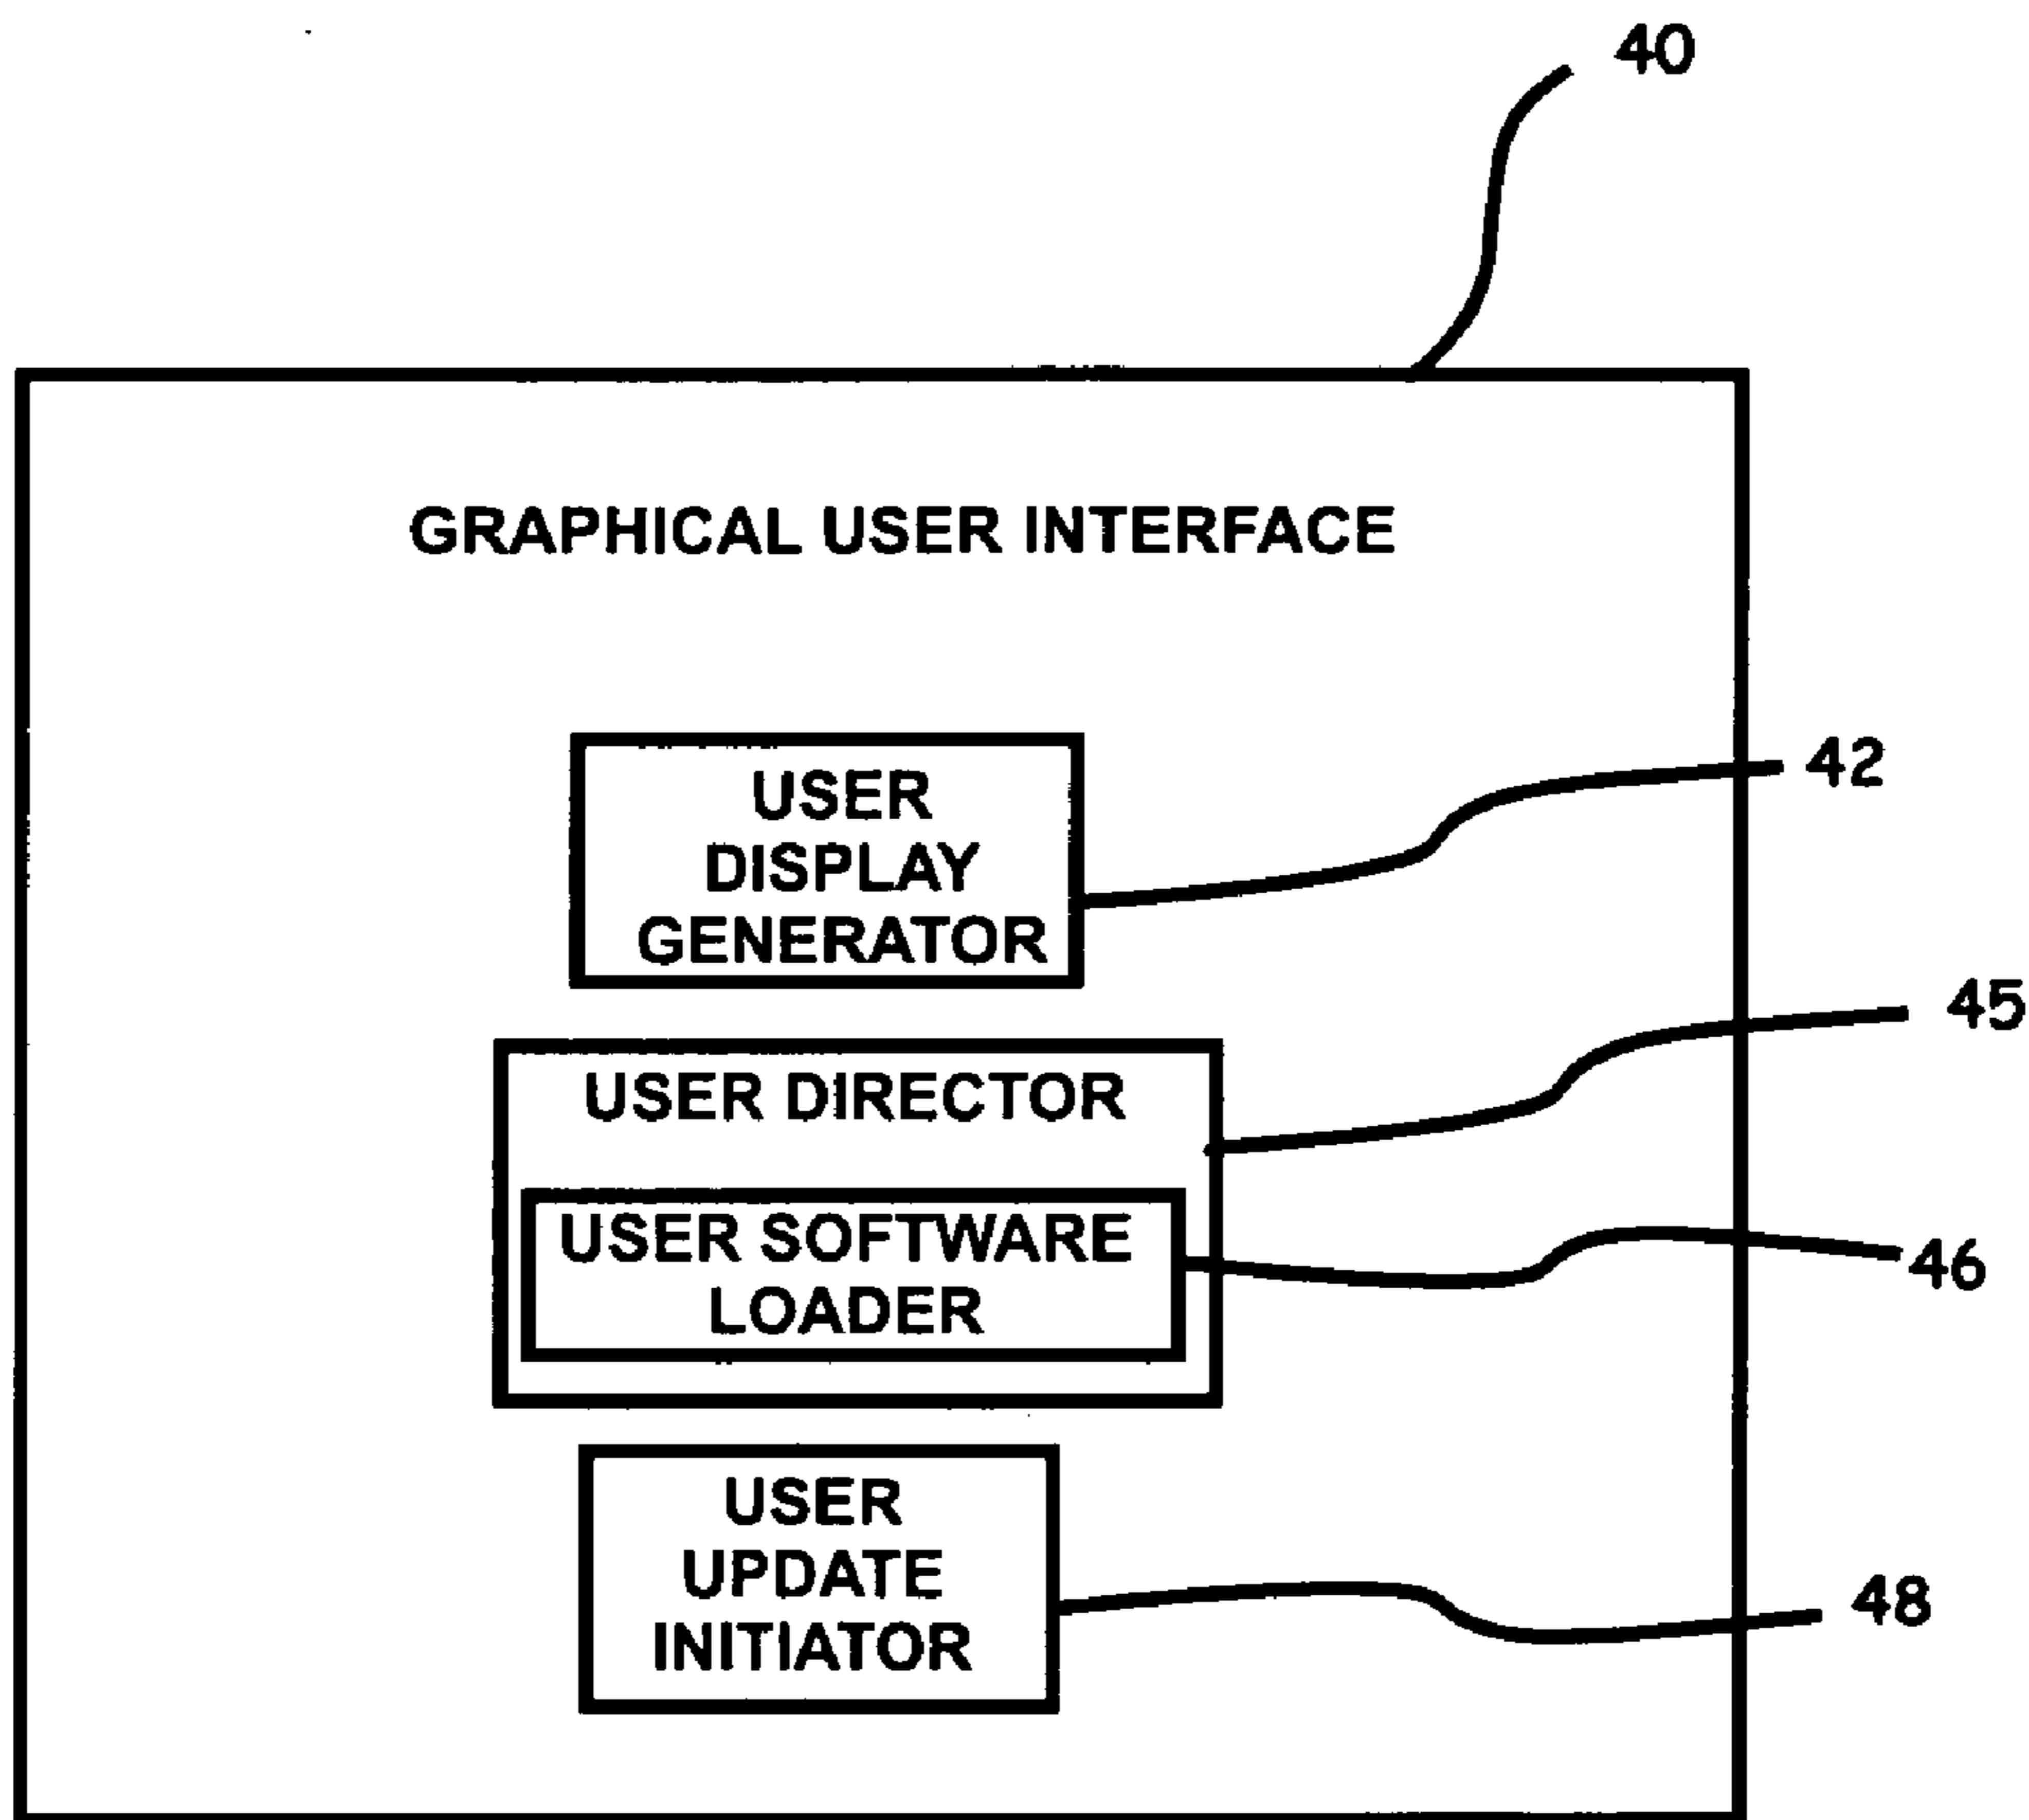 40
GRAPHICAL USER INTERFACE
USER
DISPLAY
GENERATOR
42
USER DIRECTOR
45
USER SOFTWARE
LOADER
46
USER
UPDATE
INITIATOR
48